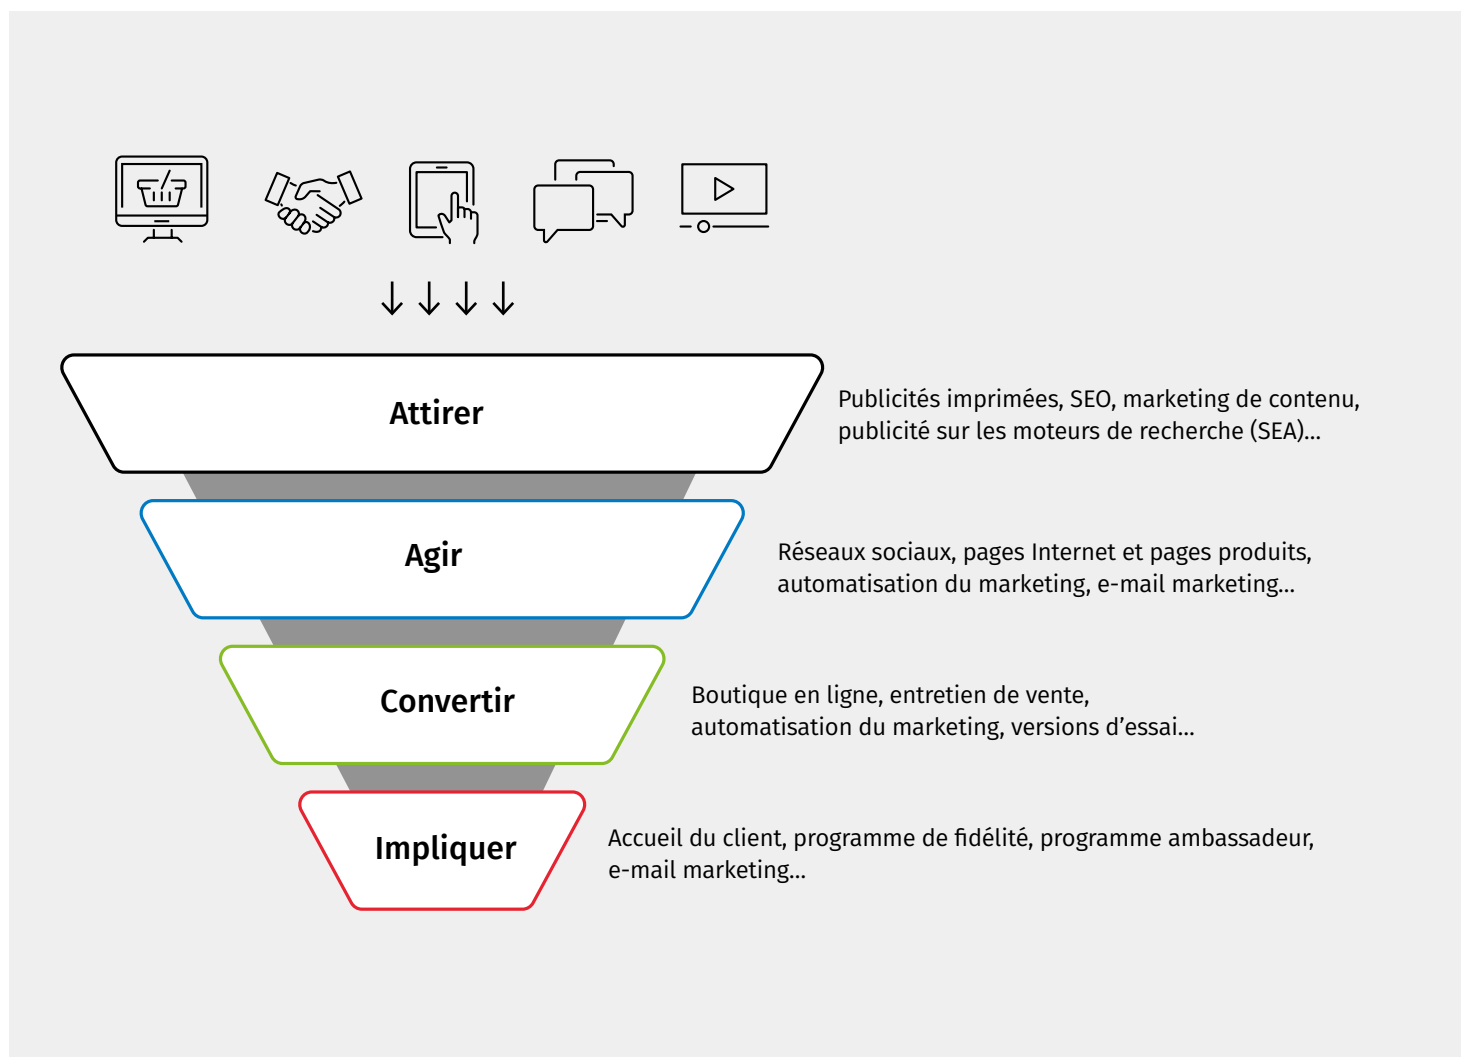 Attirer
Publicités imprimées, SEO, marketing de contenu,
publicité sur les moteurs de recherche (SEA)...
Agir
Réseaux sociaux, pages Internet et pages produits,
automatisation du marketing, e-mail marketing...
Convertir
Boutique en ligne, entretien de vente,
automatisation du marketing, versions d’essai...
Impliquer
Accueil du client, programme de fidélité, programme ambassadeur,
e-mail marketing...